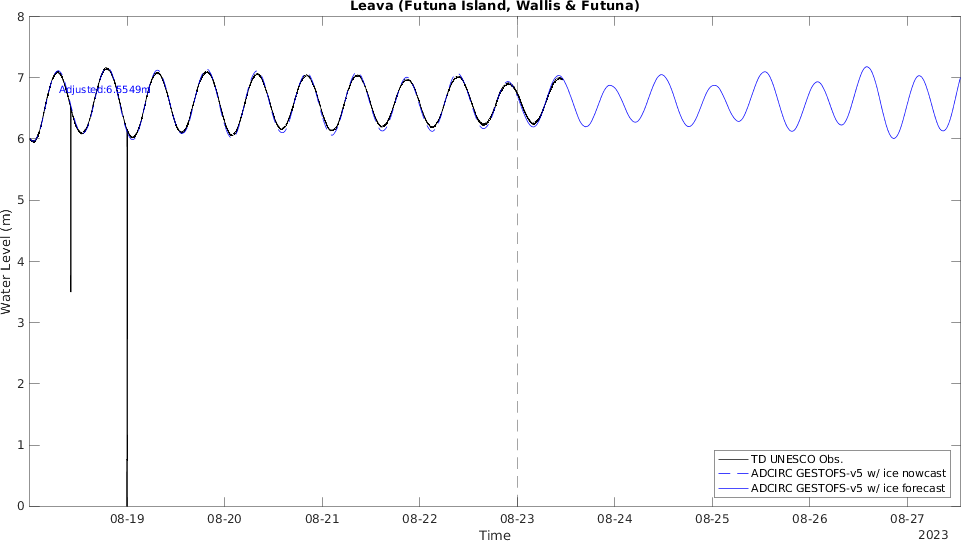 Leava (Futuna Island, Wallis & Futuna)
8
7
6
5
4
3
2
1
0
Water Level (m)
Adjusted:6.5549m
TD UNESCO Obs.
ADCIRC GESTOFS-v5 w/ ice nowcast
ADCIRC GESTOFS-v5 w/ ice forecast
08-19 08-20 08-21 08-22 08-23 08-24 08-25 08-26 08-27
Time
2023